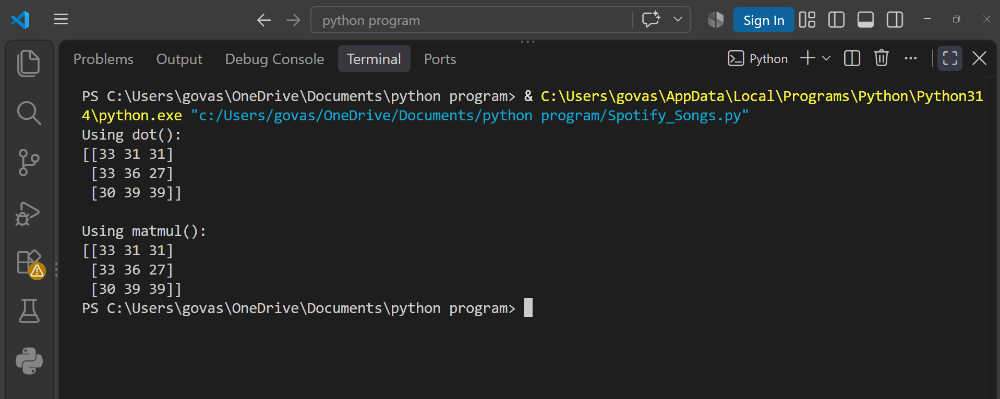 python program
Sign In
Problems Output Debug Console Terminal Ports Python
PS C:\Users\govas\OneDrive\Documents\python program> & C:\Users\govas\AppData\Local\Programs\Python\Python31
4\python.exe "c:/Users/govas/OneDrive/Documents/python program/Spotify_Songs.py"
Using dot():
[[33 31 31]
 [33 36 27]
 [30 39 39]]

Using matmul():
[[33 31 31]
 [33 36 27]
 [30 39 39]]
PS C:\Users\govas\OneDrive\Documents\python program>